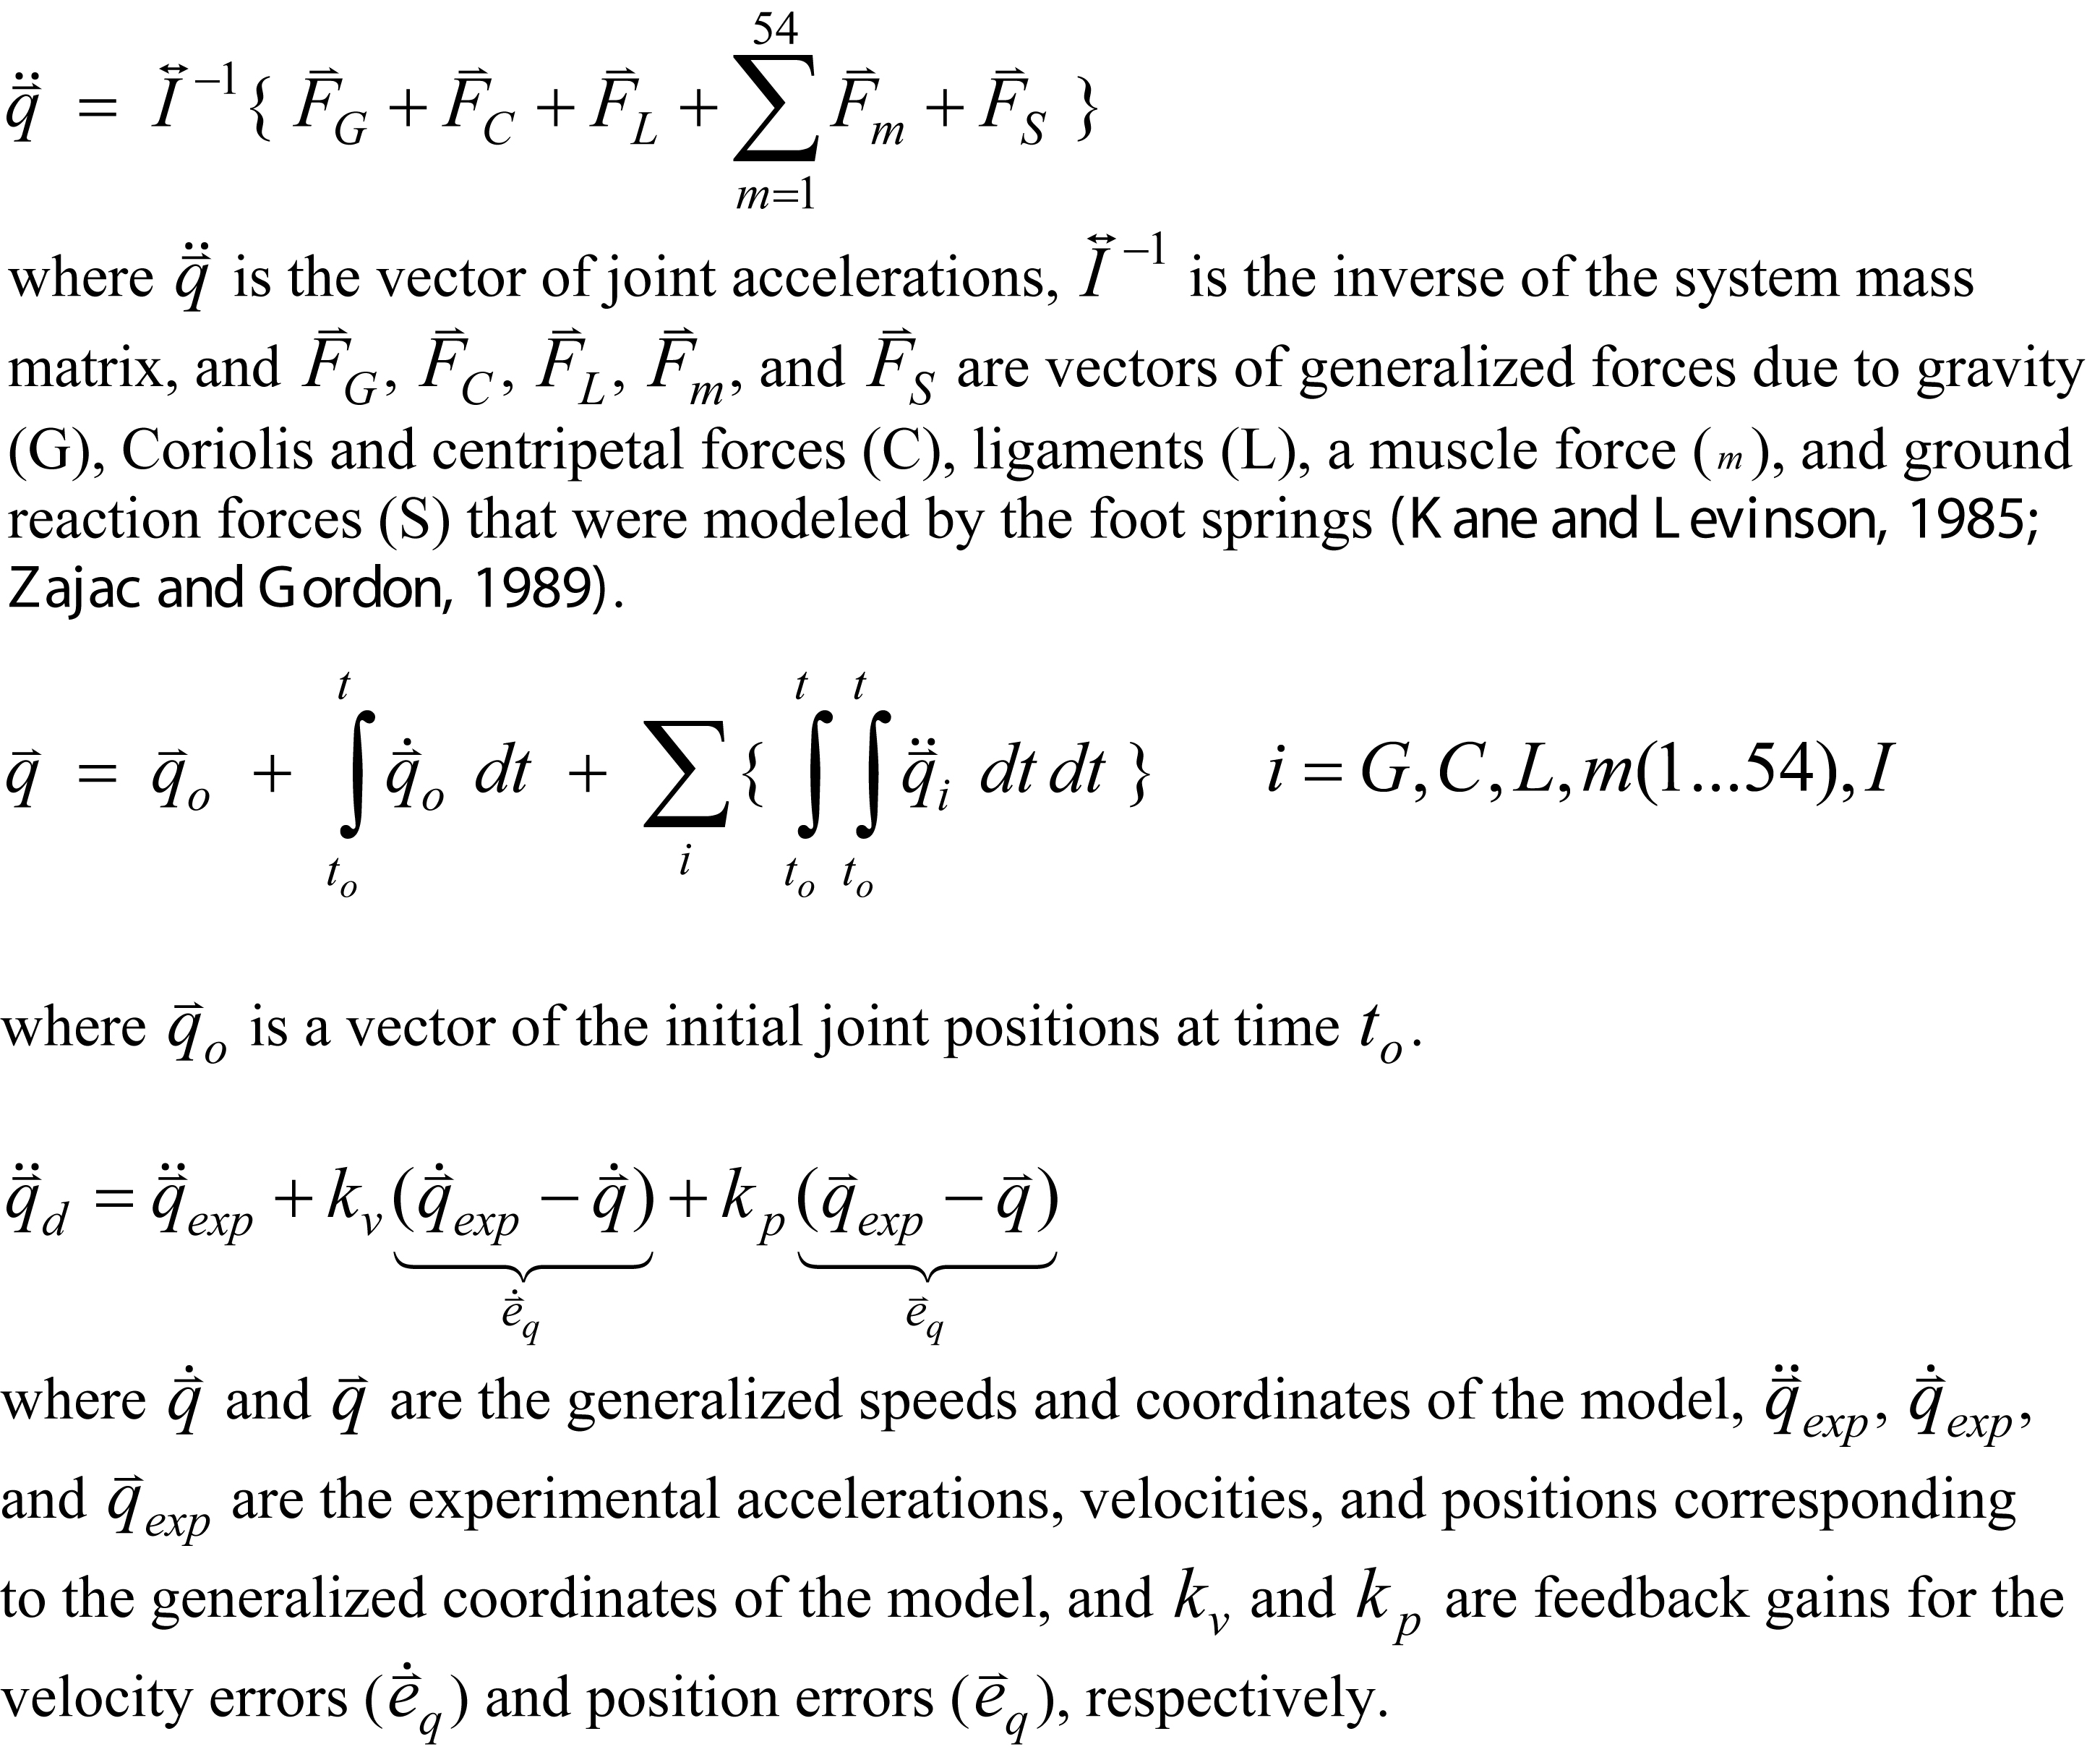 $\ddot{\vec{q}} = \overleftrightarrow{I}^{-1}\{ \vec{F}_G + \vec{F}_C + \vec{F}_L + \sum_{m=1}^{54} \vec{F}_m + \vec{F}_S \}$
where $\ddot{\vec{q}}$ is the vector of joint accelerations, $\overleftrightarrow{I}^{-1}$ is the inverse of the system mass
matrix, and $\vec{F}_G$, $\vec{F}_C$, $\vec{F}_L$, $\vec{F}_m$, and $\vec{F}_S$ are vectors of generalized forces due to gravity
(G), Coriolis and centripetal forces (C), ligaments (L), a muscle force ($m$), and ground
reaction forces (S) that were modeled by the foot springs (Kane and Levinson, 1985;
Zajac and Gordon, 1989).
$\vec{q} = \vec{q}_o + \int_{t_o}^{t} \dot{\vec{q}}_o \, dt + \sum_i \{ \int_{t_o}^{t} \int_{t_o}^{t} \ddot{\vec{q}}_i \, dt \, dt \} \quad i = G, C, L, m(1...54), I$
where $\vec{q}_o$ is a vector of the initial joint positions at time $t_o$.
$\ddot{\vec{q}}_d = \ddot{\vec{q}}_{exp} + k_v \underbrace{(\dot{\vec{q}}_{exp} - \dot{\vec{q}})}_{\dot{\vec{e}}_q} + k_p \underbrace{(\vec{q}_{exp} - \vec{q})}_{\vec{e}_q}$
where $\dot{\vec{q}}$ and $\vec{q}$ are the generalized speeds and coordinates of the model, $\ddot{\vec{q}}_{exp}$, $\dot{\vec{q}}_{exp}$,
and $\vec{q}_{exp}$ are the experimental accelerations, velocities, and positions corresponding
to the generalized coordinates of the model, and $k_v$ and $k_p$ are feedback gains for the
velocity errors ($\dot{\vec{e}}_q$) and position errors ($\vec{e}_q$), respectively.